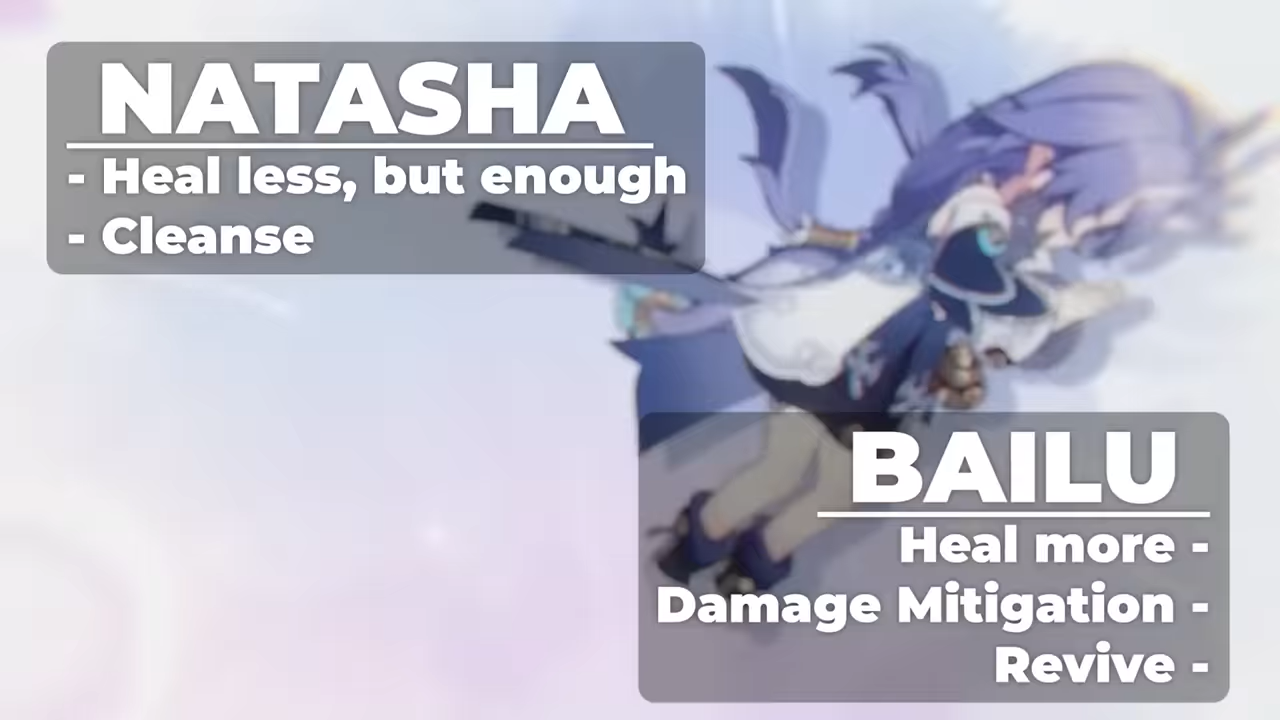 NATASHA
- Heal less, but enough
- Cleanse
BAILU
Heal more -
Damage Mitigation -
Revive -